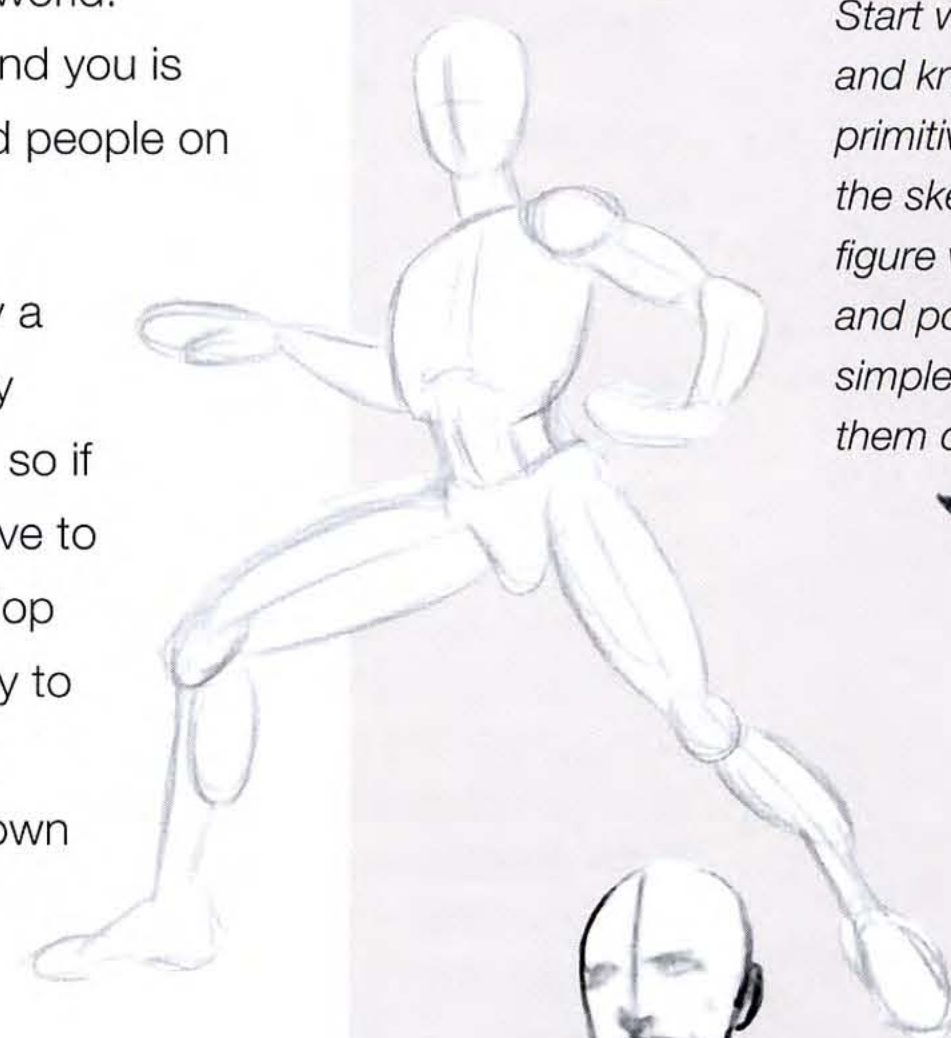 world.
nd you is
d people on
y a
y
so if
ve to
op
y to
own
Start w
and kn
primitiv
the ske
figure
and po
simple
them